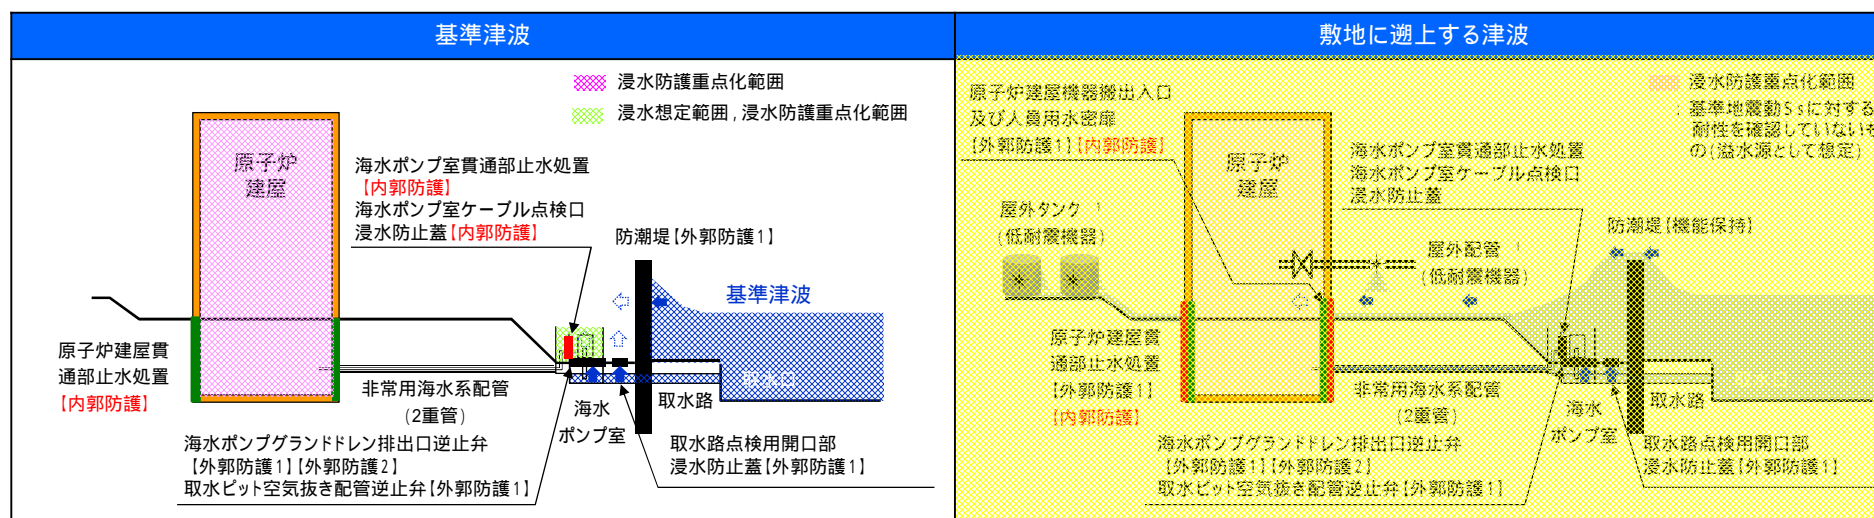 基準津波
浸水防護重点化範囲
浸水想定範囲，浸水防護重点化範囲
原子炉
建屋
海水ポンプ室貫通部止水処置
【内郭防護】
海水ポンプ室ケーブル点検口
浸水防止蓋【内郭防護】
防潮堤【外郭防護1】
基準津波
原子炉建屋貫
通部止水処置
【内郭防護】
非常用海水系配管
(2重管)
海水
ポンプ室
取水路
取水口
海水ポンプグランドドレン排出口逆止弁
【外郭防護1】【外郭防護2】
取水ピット空気抜き配管逆止弁【外郭防護1】
取水路点検用開口部
浸水防止蓋【外郭防護1】
敷地に遡上する津波
浸水防護重点化範囲
：基準地震動Ssに対する
耐性を確認していないも
の(溢水源として想定)
原子炉建屋機器搬出入口
及び人員用水密扉
【外郭防護1】【内郭防護】
原子炉
建屋
海水ポンプ室貫通部止水処置
海水ポンプ室ケーブル点検口
浸水防止蓋
屋外タンク 1
(低耐震機器)
屋外配管 1
(低耐震機器)
防潮堤【機能保持】
原子炉建屋貫
通部止水処置
【外郭防護1】
【内郭防護】
非常用海水系配管
(2重管)
海水
ポンプ室
取水路
海水ポンプグランドドレン排出口逆止弁
【外郭防護1】【外郭防護2】
取水ピット空気抜き配管逆止弁【外郭防護1】
取水路点検用開口部
浸水防止蓋【外郭防護1】